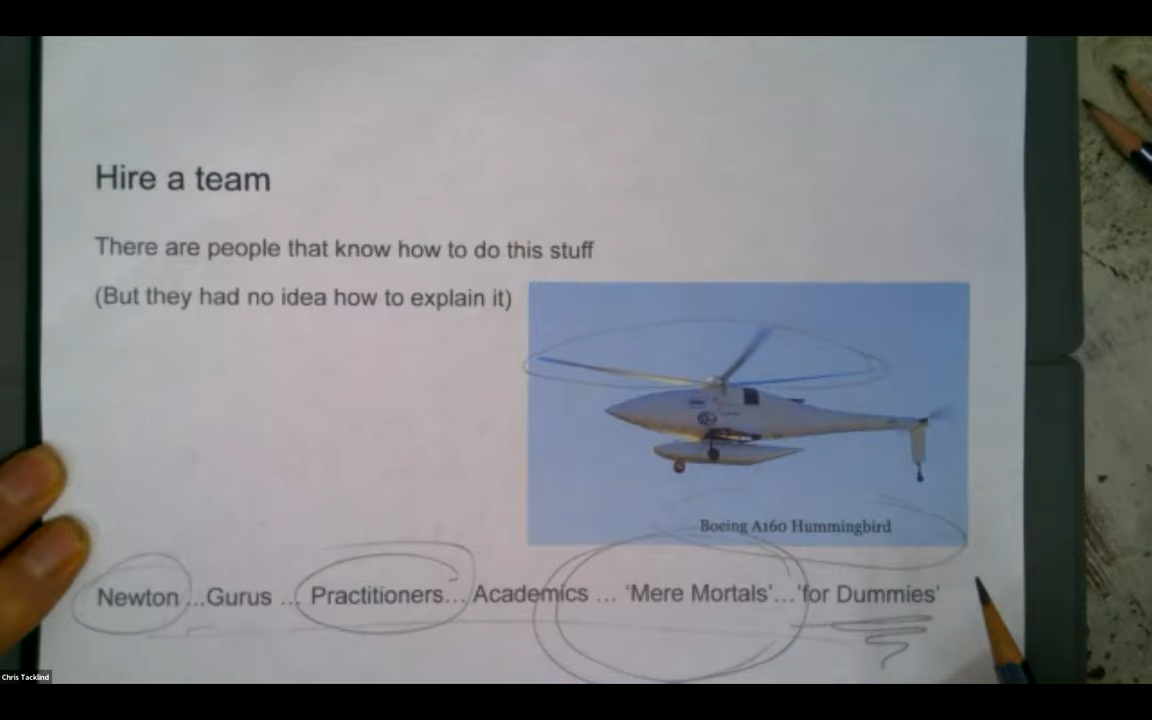 Hire a team
There are people that know how to do this stuff
(But they had no idea how to explain it)
Boeing A160 Hummingbird
Newton ...Gurus ... Practitioners... Academics ... 'Mere Mortals'...'for Dummies'
Chris Tacklind